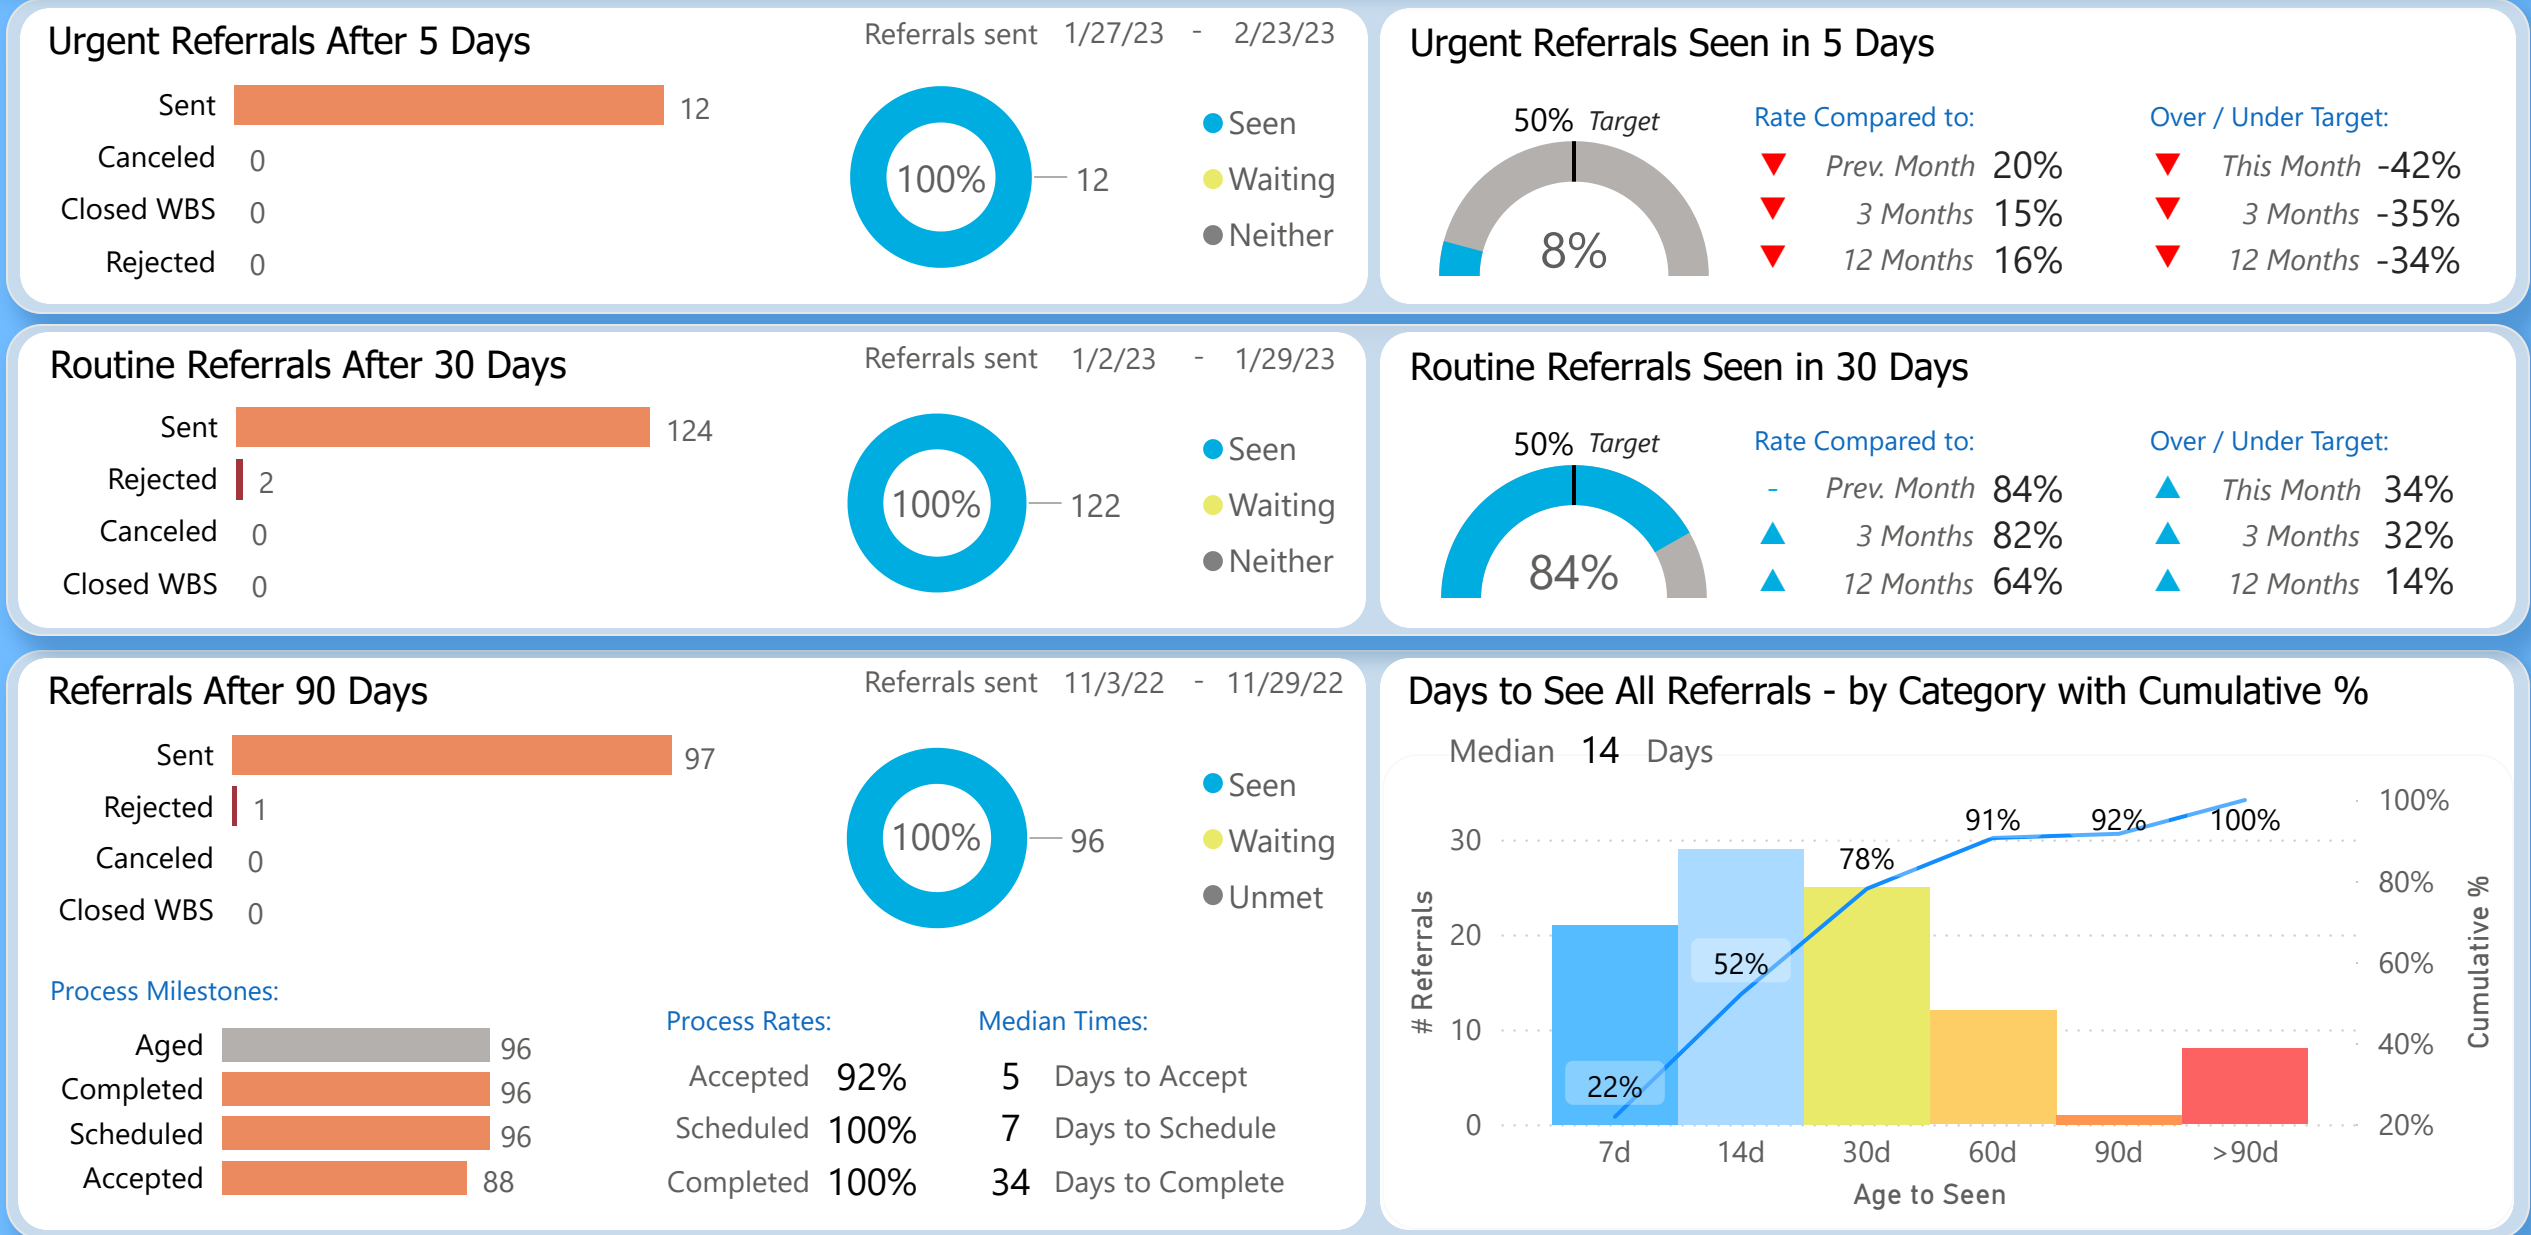 Urgent Referrals After 5 Days
Referrals sent 1/27/23 - 2/23/23
Sent 12
Canceled 0
Closed WBS 0
Rejected 0
100%
12
Seen
Waiting
Neither
Urgent Referrals Seen in 5 Days
50% Target
8%
Rate Compared to:
Prev. Month 20%
3 Months 15%
12 Months 16%
Over / Under Target:
This Month -42%
3 Months -35%
12 Months -34%
Routine Referrals After 30 Days
Referrals sent 1/2/23 - 1/29/23
Sent 124
Rejected 2
Canceled 0
Closed WBS 0
100%
122
Seen
Waiting
Neither
Routine Referrals Seen in 30 Days
50% Target
84%
Rate Compared to:
- Prev. Month 84%
3 Months 82%
12 Months 64%
Over / Under Target:
This Month 34%
3 Months 32%
12 Months 14%
Referrals After 90 Days
Referrals sent 11/3/22 - 11/29/22
Sent 97
Rejected 1
Canceled 0
Closed WBS 0
100%
96
Seen
Waiting
Unmet
Process Milestones:
Aged 96
Completed 96
Scheduled 96
Accepted 88
Process Rates:
Accepted 92%
Scheduled 100%
Completed 100%
Median Times:
5 Days to Accept
7 Days to Schedule
34 Days to Complete
Days to See All Referrals - by Category with Cumulative %
Median 14 Days
# Referrals
30
20
10
0
22%
52%
78%
91%
92%
100%
100%
80%
60%
40%
20%
Cumulative %
7d 14d 30d 60d 90d >90d
Age to Seen